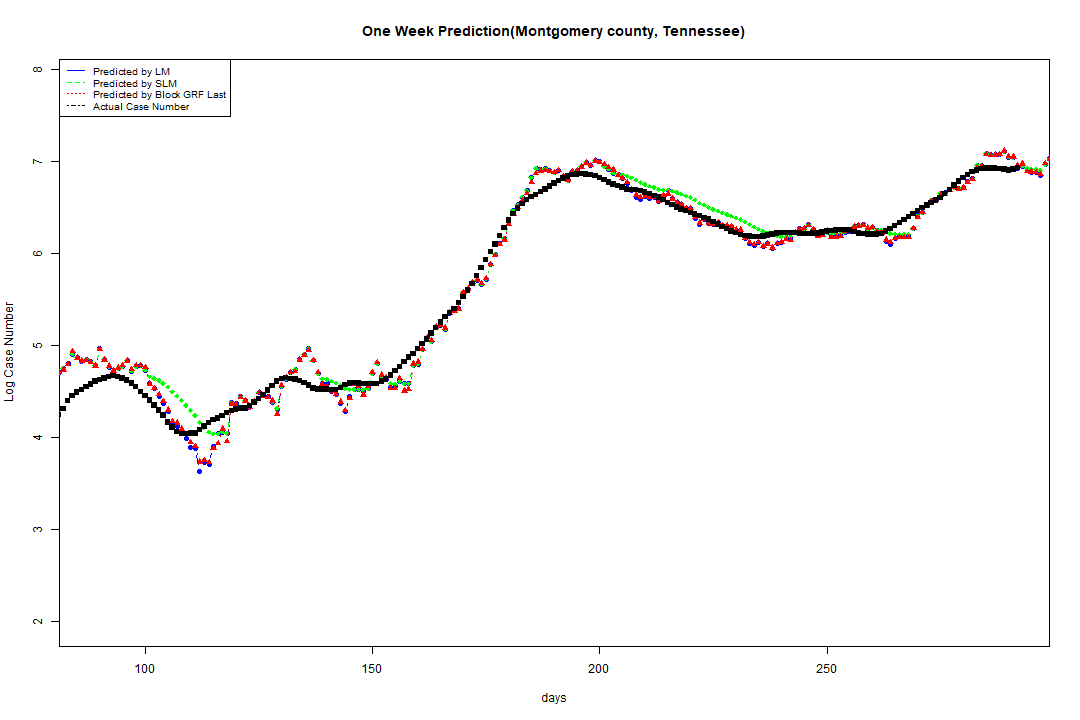 One Week Prediction(Montgomery county, Tennessee)
Predicted by LM
Predicted by SLM
Predicted by Block GRF Last
Actual Case Number
8
7
6
5
4
3
2
Log Case Number
100 150 200 250
days